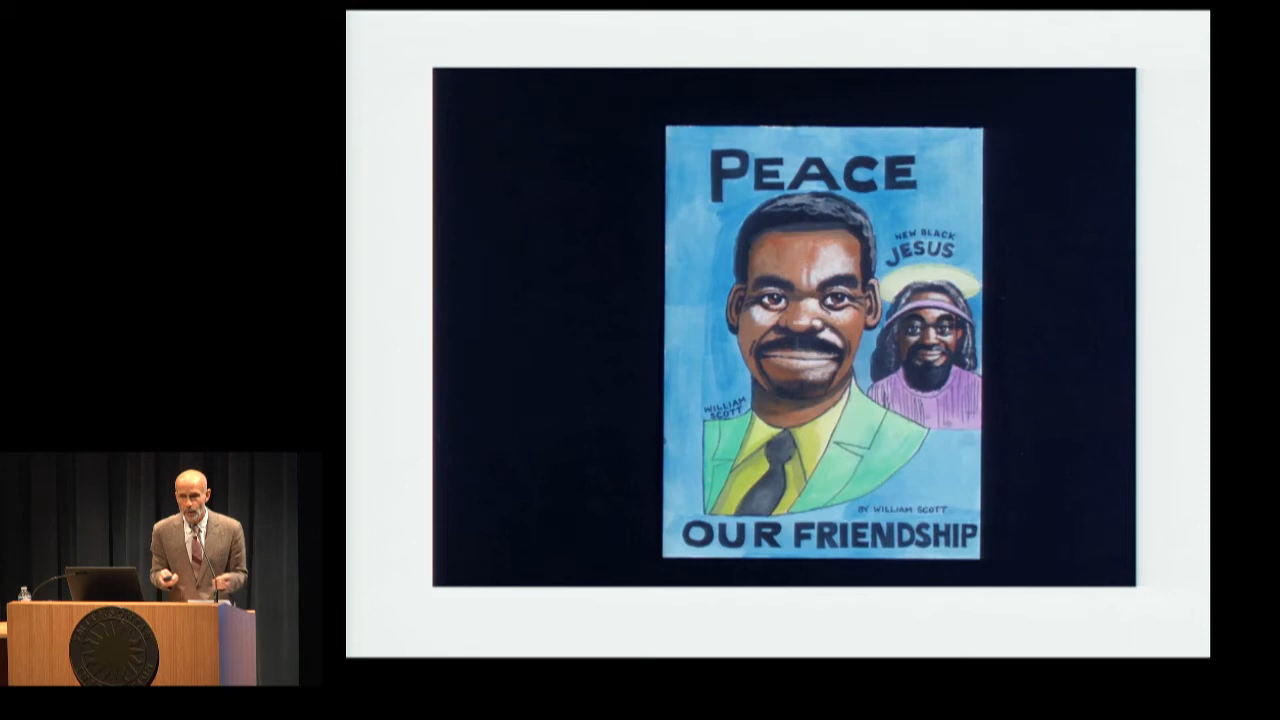 PEACE
NEW BLACK
JESUS
WILLIAM
SCOTT
BY WILLIAM SCOTT
OUR FRIENDSHIP